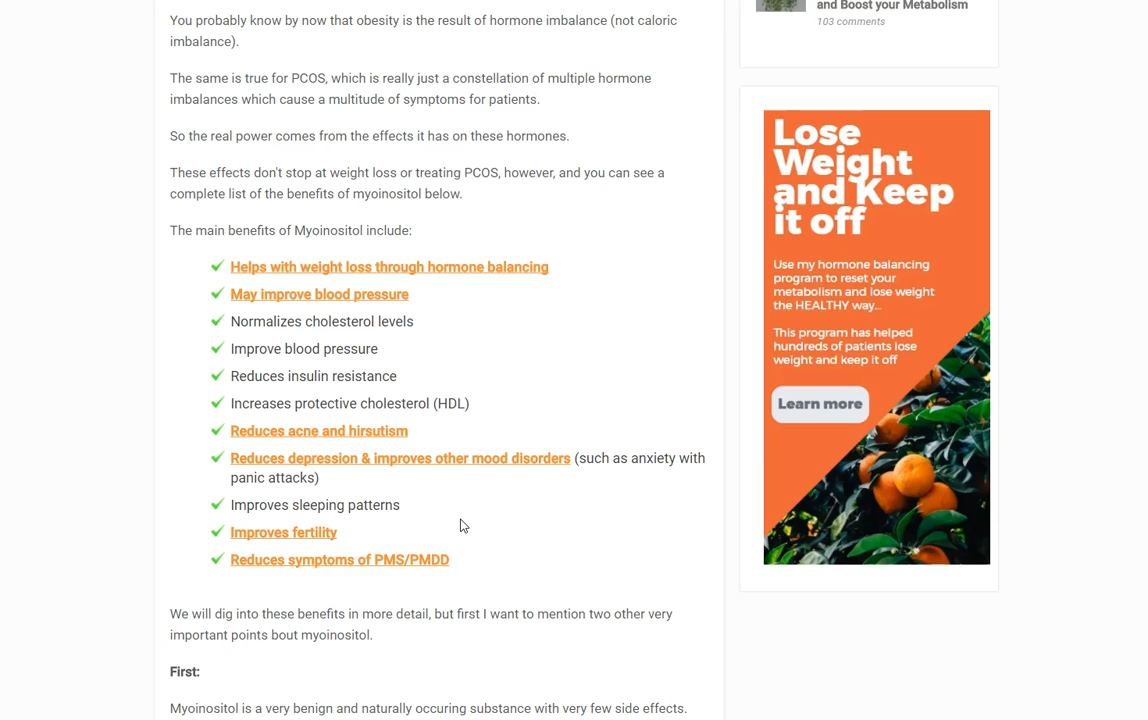 You probably know by now that obesity is the result of hormone imbalance (not caloric
imbalance).
The same is true for PCOS, which is really just a constellation of multiple hormone
imbalances which cause a multitude of symptoms for patients.
So the real power comes from the effects it has on these hormones.
These effects don't stop at weight loss or treating PCOS, however, and you can see a
complete list of the benefits of myoinositol below.
The main benefits of Myoinositol include:
Helps with weight loss through hormone balancing
May improve blood pressure
Normalizes cholesterol levels
Improve blood pressure
Reduces insulin resistance
Increases protective cholesterol (HDL)
Reduces acne and hirsutism
Reduces depression & improves other mood disorders (such as anxiety with
panic attacks)
Improves sleeping patterns
Improves fertility
Reduces symptoms of PMS/PMDD
We will dig into these benefits in more detail, but first I want to mention two other very
important points bout myoinositol.
First:
Myoinositol is a very benign and naturally occuring substance with very few side effects.
and Boost your Metabolism
103 comments
Lose
Weight
and Keep
it off
Use my hormone balancing
program to reset your
metabolism and lose weight
the HEALTHY way...
This program has helped
hundreds of patients lose
weight and keep it off
Learn more